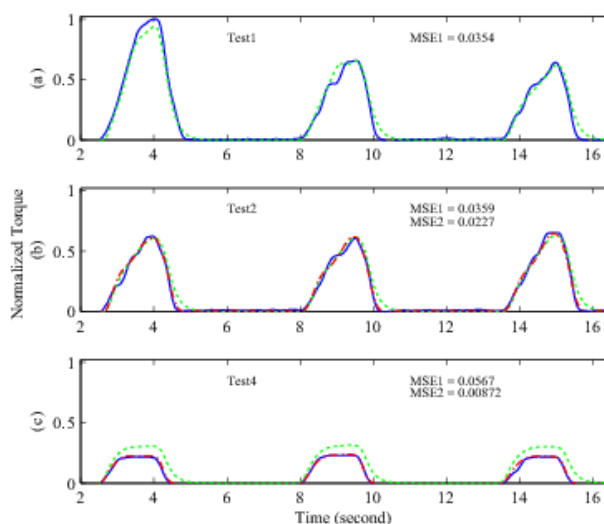 1
Test1
MSE1 = 0.0354
(a)
0.5
0
2 4 6 8 10 12 14 16
1
Test2
MSE1 = 0.0359
MSE2 = 0.0227
Normalized Torque
(b)
0.5
0
2 4 6 8 10 12 14 16
1
Test4
MSE1 = 0.0567
MSE2 = 0.00872
(c)
0.5
0
2 4 6 8 10 12 14 16
Time (second)